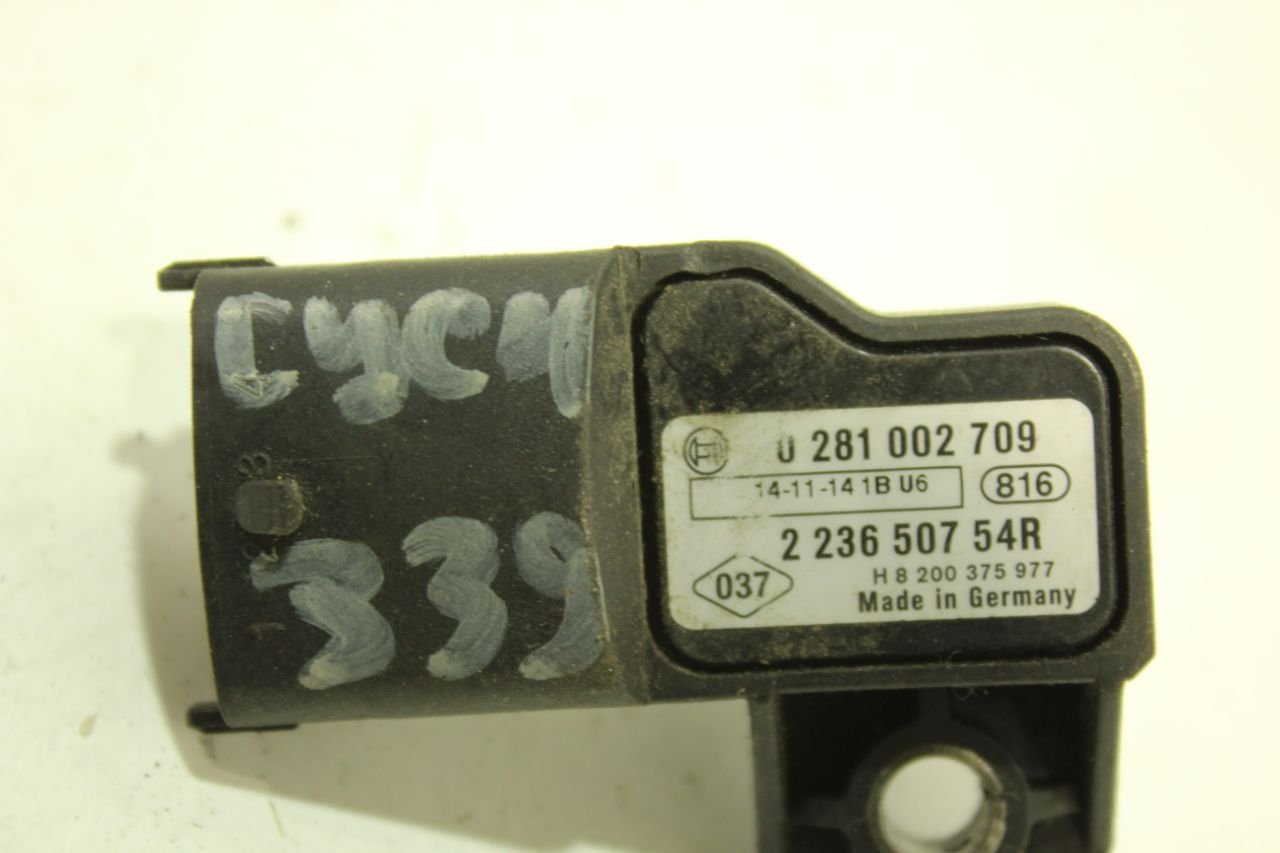 0 281 002 709
14-11-14 1B U6
816
2 236 507 54R
037
H 8 200 375 977
Made in Germany
339